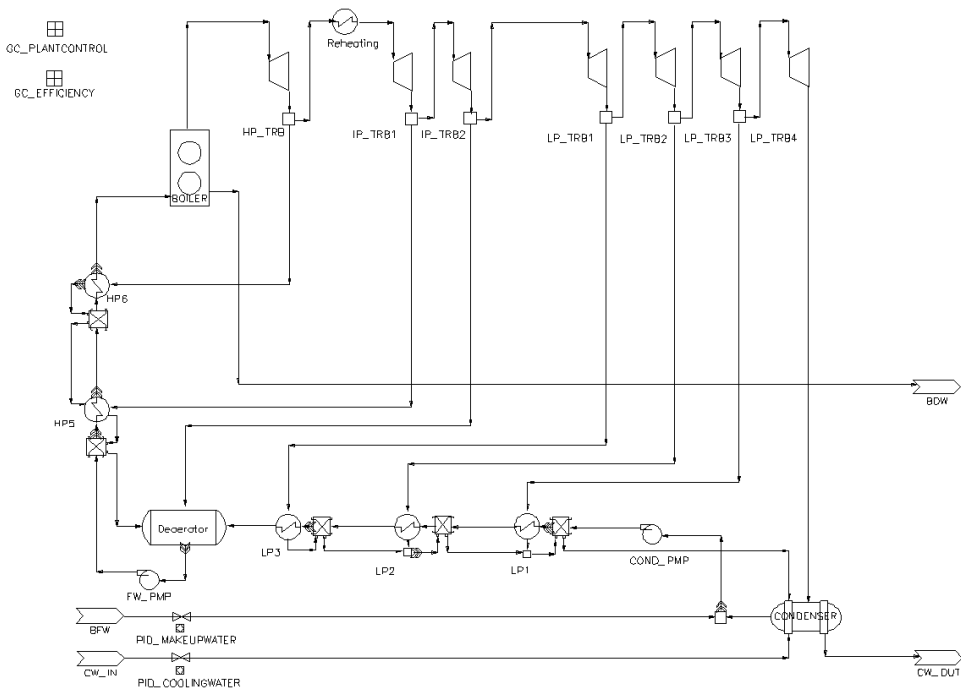 Reheating
GC_PLANTCONTROL
GC_EFFICIENCY
HP_TRB
IP_TRB1
IP_TRB2
LP_TRB1
LP_TRB2
LP_TRB3
LP_TRB4
BOILER
HP6
BDW
HP5
Deaerator
LP3
LP2
LP1
COND_PMP
FW_PMP
CONDENSER
BFW
PID_MAKEUPWATER
CW_IN
CW_OUT
PID_COOLINGWATER